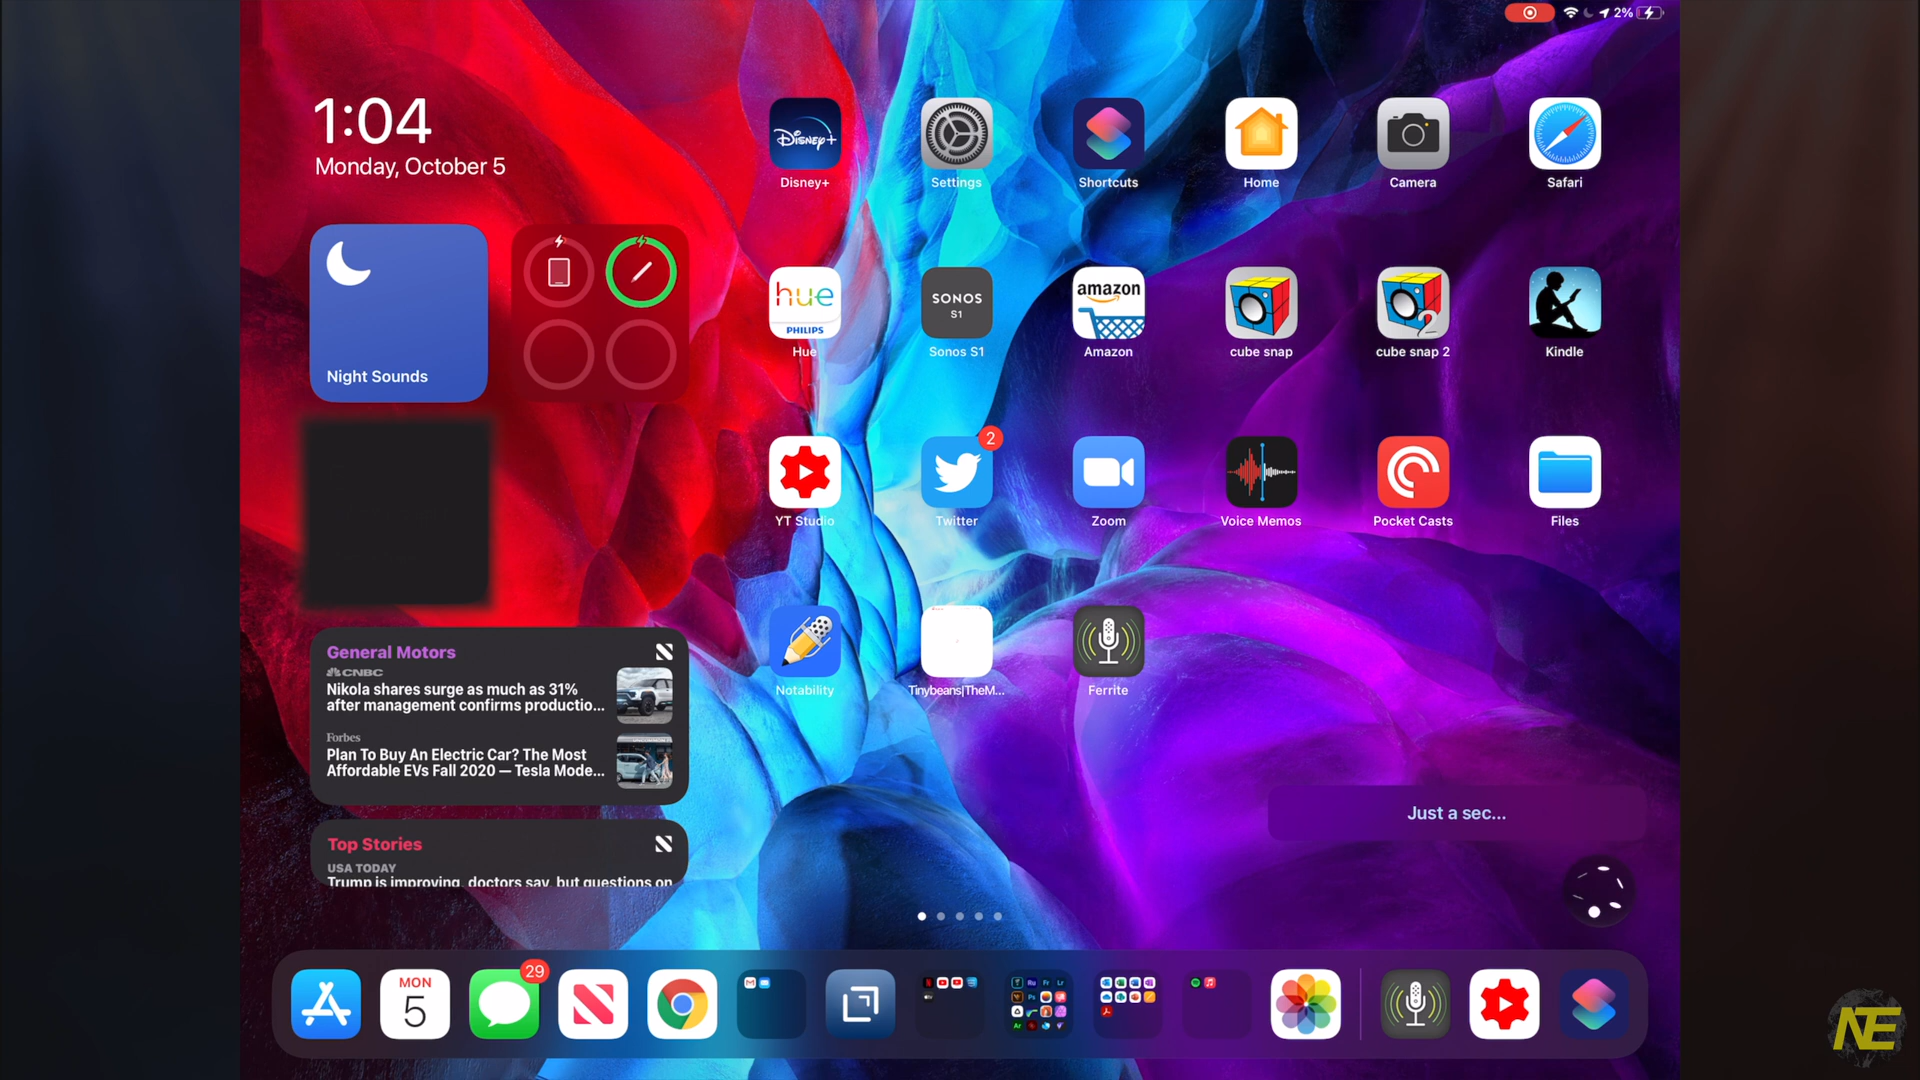 2%
1:04
Monday, October 5
Night Sounds
General Motors
CNBC
Nikola shares surge as much as 31%
after management confirms productio...
Forbes
Plan To Buy An Electric Car? The Most
Affordable EVs Fall 2020 — Tesla Mode...
Top Stories
USA TODAY
Trump is improving, doctors say, but questions on
Disney+
Disney+
Settings
Shortcuts
Home
Camera
Safari
hue
PHILIPS
Hue
SONOS
S1
Sonos S1
amazon
Amazon
cube snap
2
cube snap 2
Kindle
YT Studio
2
Twitter
Zoom
Voice Memos
Pocket Casts
Files
Notability
Tinybeans|TheM...
Ferrite
Just a sec...
MON
5
29
NE